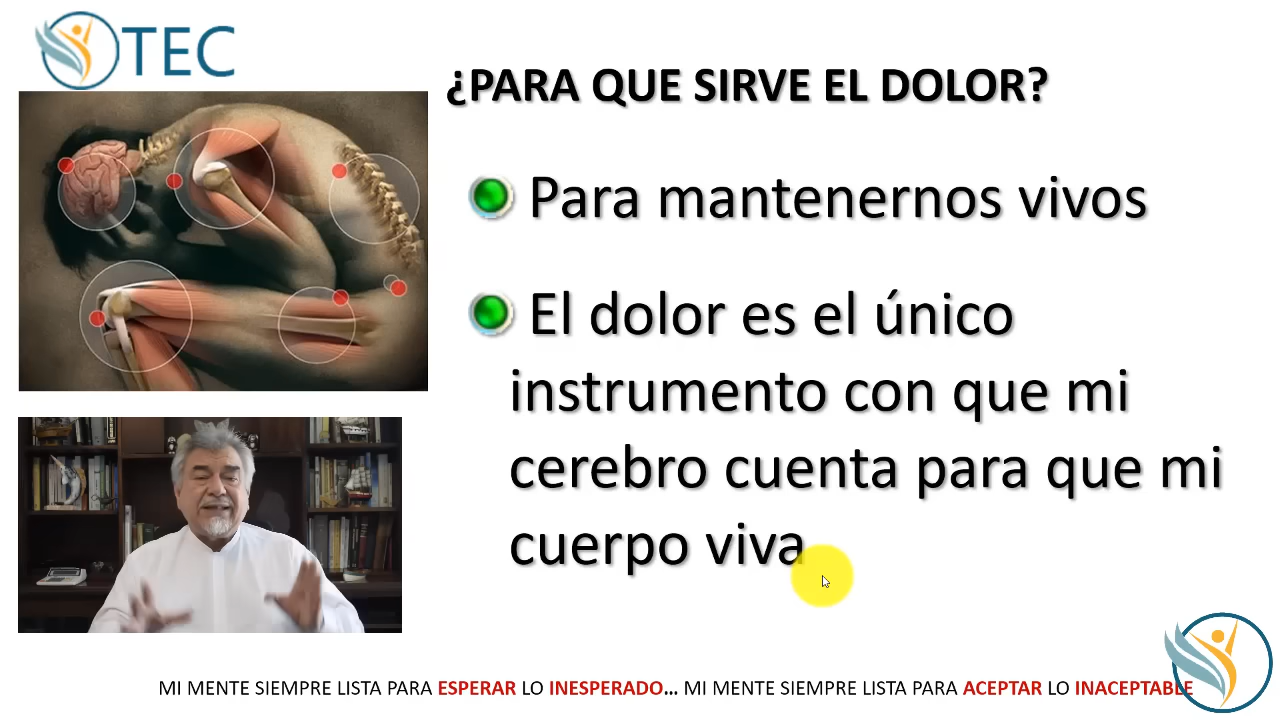 TEC
¿PARA QUE SIRVE EL DOLOR?
Para mantenernos vivos
El dolor es el único
instrumento con que mi
cerebro cuenta para que mi
cuerpo viva
MI MENTE SIEMPRE LISTA PARA ESPERAR LO INESPERADO... MI MENTE SIEMPRE LISTA PARA ACEPTAR LO INACEPTABLE